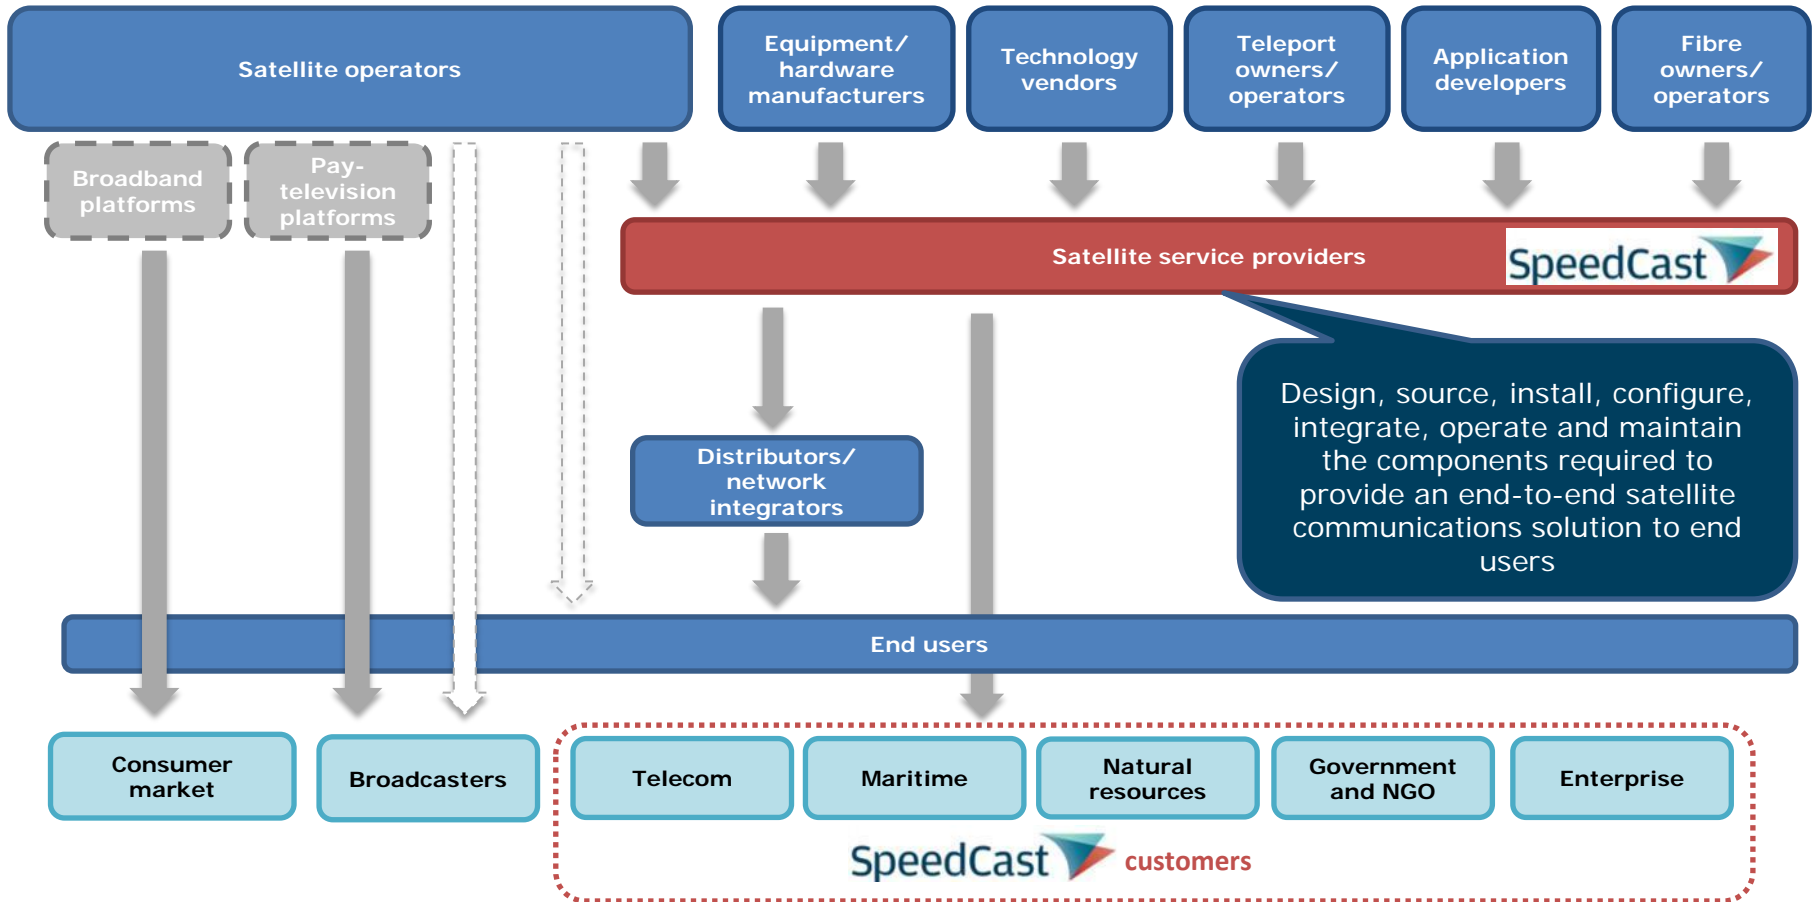 Satellite operators
Equipment/
hardware
manufacturers
Technology
vendors
Teleport
owners/
operators
Application
developers
Fibre
owners/
operators
Broadband
platforms
Pay-
television
platforms
Satellite service providers
SpeedCast
Design, source, install, configure,
integrate, operate and maintain
the components required to
provide an end-to-end satellite
communications solution to end
users
Distributors/
network
integrators
End users
Consumer
market
Broadcasters
Telecom
Maritime
Natural
resources
Government
and NGO
Enterprise
SpeedCast customers